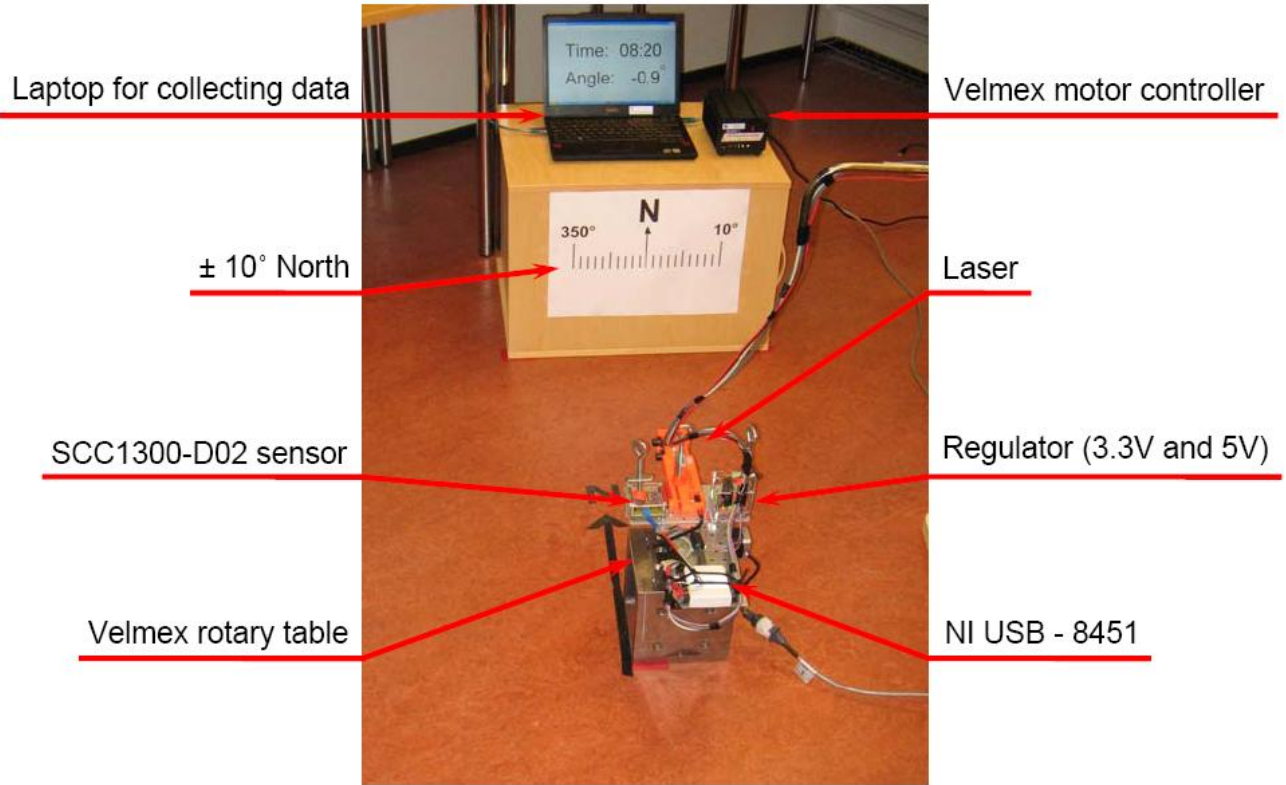 Laptop for collecting data
Time: 08:20
Angle: -0.9°
Velmex motor controller
N
350°
10°
± 10° North
Laser
SCC1300-D02 sensor
Regulator (3.3V and 5V)
Velmex rotary table
NI USB - 8451